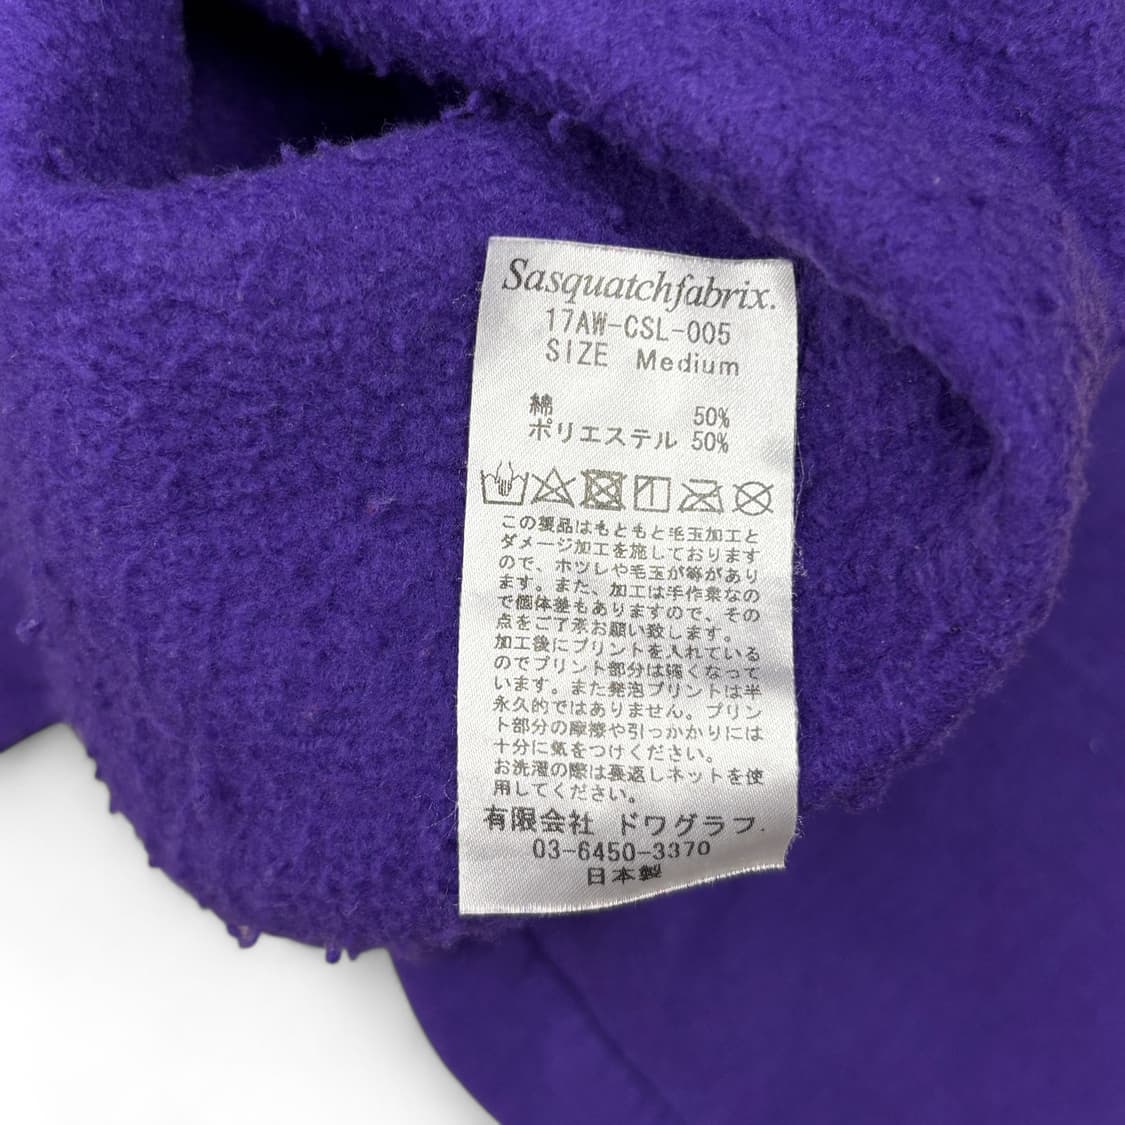 Sasquatchfabrix.
17AW-CSL-005
SIZE Medium
綿 50%
ポリエステル 50%
この製品はもともと毛玉加工と
ダメージ加工を施しております
ので、ホツレや毛玉が等があり
ます。また、加工は手作業なの
で個体差もありますので、その
点をご了承お願い致します。
加工後にプリントを入れている
のでプリント部分は強くなって
います。また発泡プリントは半
永久的ではありません。プリン
ト部分の摩擦や引っかかりには
十分に気をつけください。
お洗濯の際は裏返しネットを使
用してください。
有限会社 ドワグラフ.
03-6450-3370
日本製